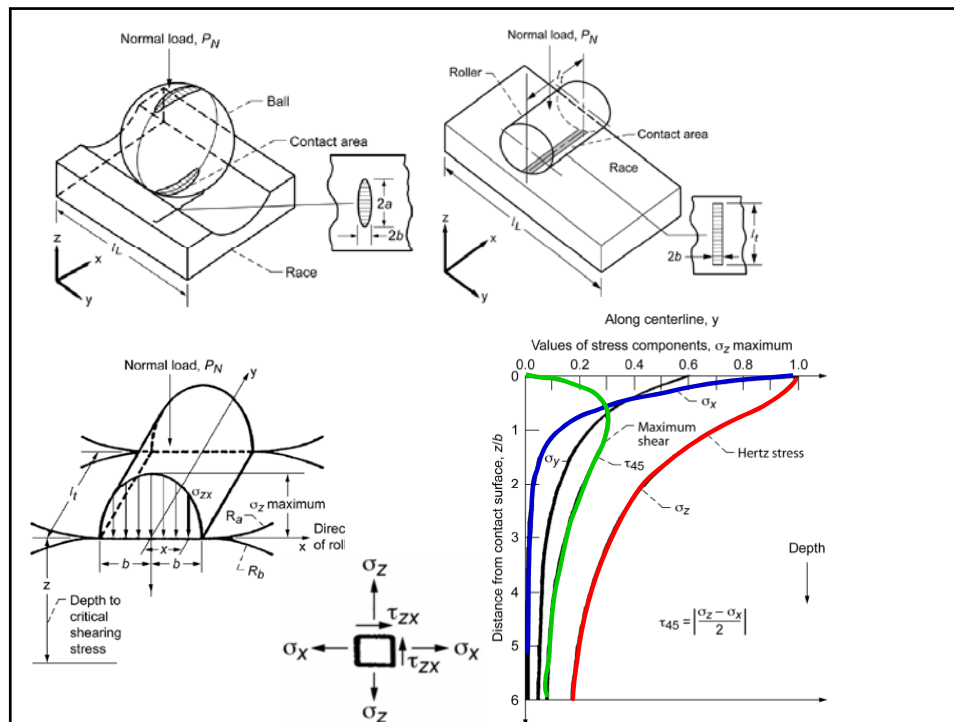 Normal load, P_N
Ball
Contact area
2a
2b
z
x
y
l_L
Race
Normal load, P_N
Roller
l_t
Contact area
Race
z
x
y
2b
l_t
Normal load, P_N
y
l_t
σ_zx
σ_z maximum
R_a
Direc
x of roll
b
x
b
R_b
z
Depth to
critical
shearing
stress
σ_z
τ_zx
σ_x
τ_zx
σ_x
σ_z
Along centerline, y
Values of stress components, σ_z maximum
0.0 0.2 0.4 0.6 0.8 1.0
Distance from contact surface, z/b
0
1
2
3
4
5
6
σ_x
Maximum
shear
Hertz stress
σ_y
τ_45
σ_z
Depth
τ_45 = |(σ_z − σ_x)/2|